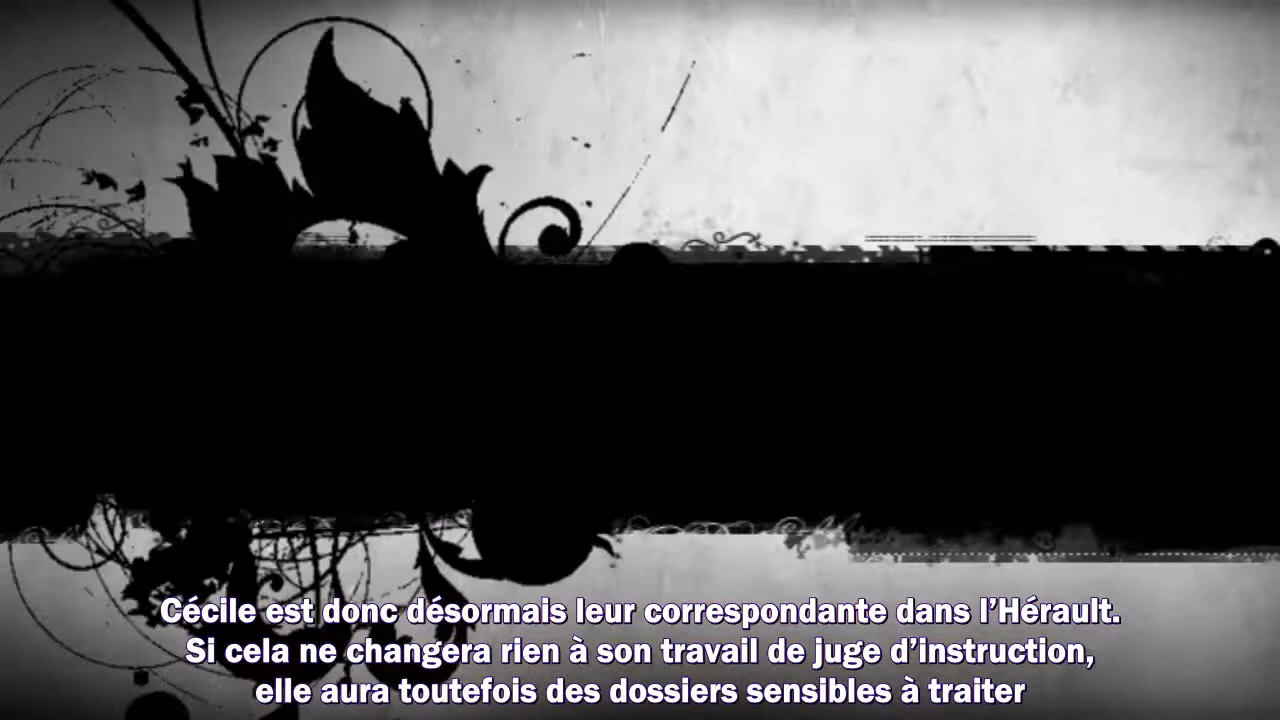 Cécile est donc désormais leur correspondante dans l’Hérault.
Si cela ne changera rien à son travail de juge d’instruction,
elle aura toutefois des dossiers sensibles à traiter